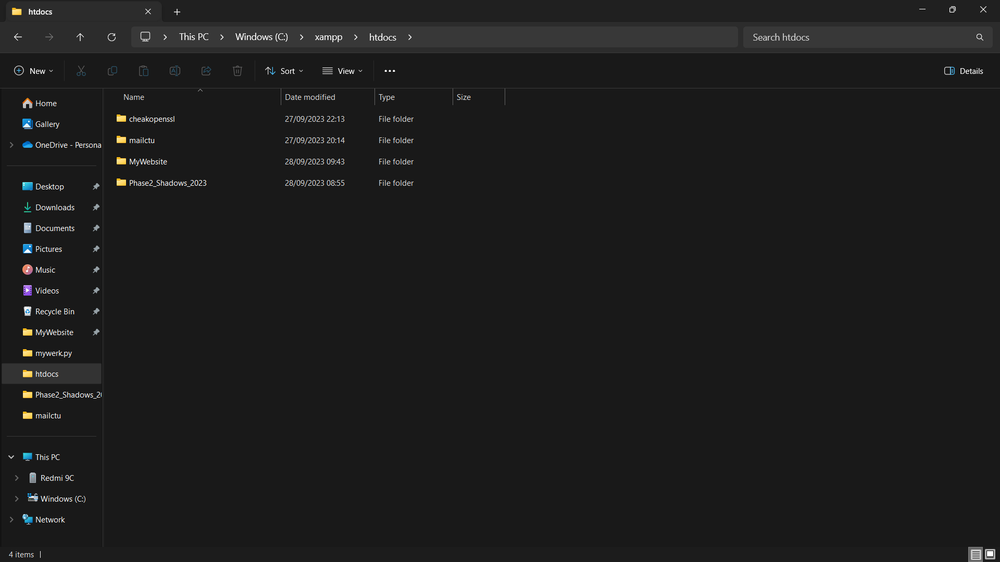 htdocs
This PC Windows (C:) xampp htdocs
Search htdocs
New Sort View Details
Name Date modified Type Size
cheakopenssl 27/09/2023 22:13 File folder
mailctu 27/09/2023 20:14 File folder
MyWebsite 28/09/2023 09:43 File folder
Phase2_Shadows_2023 28/09/2023 08:55 File folder
Home
Gallery
OneDrive - Persona
Desktop
Downloads
Documents
Pictures
Music
Videos
Recycle Bin
MyWebsite
mywerk.py
htdocs
Phase2_Shadows_2
mailctu
This PC
Redmi 9C
Windows (C:)
Network
4 items